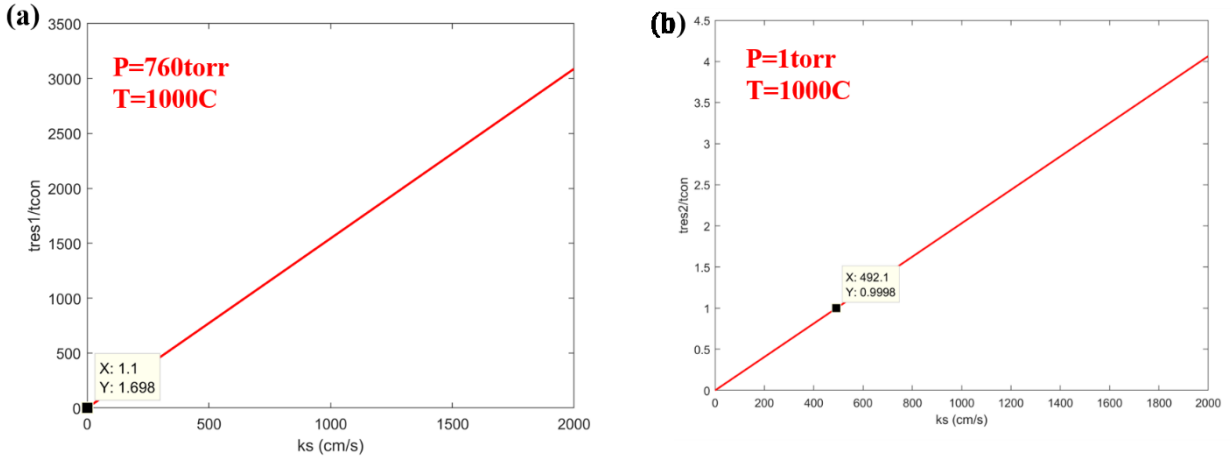 (a)
P=760torr
T=1000C
3500
3000
2500
2000
1500
1000
500
0
tres1/tcon
X: 1.1
Y: 1.698
0
500
1000
1500
2000
ks (cm/s)
(b)
P=1torr
T=1000C
4.5
4
3.5
3
2.5
2
1.5
1
0.5
0
tres2/tcon
X: 492.1
Y: 0.9998
0
200
400
600
800
1000
1200
1400
1600
1800
2000
ks (cm/s)